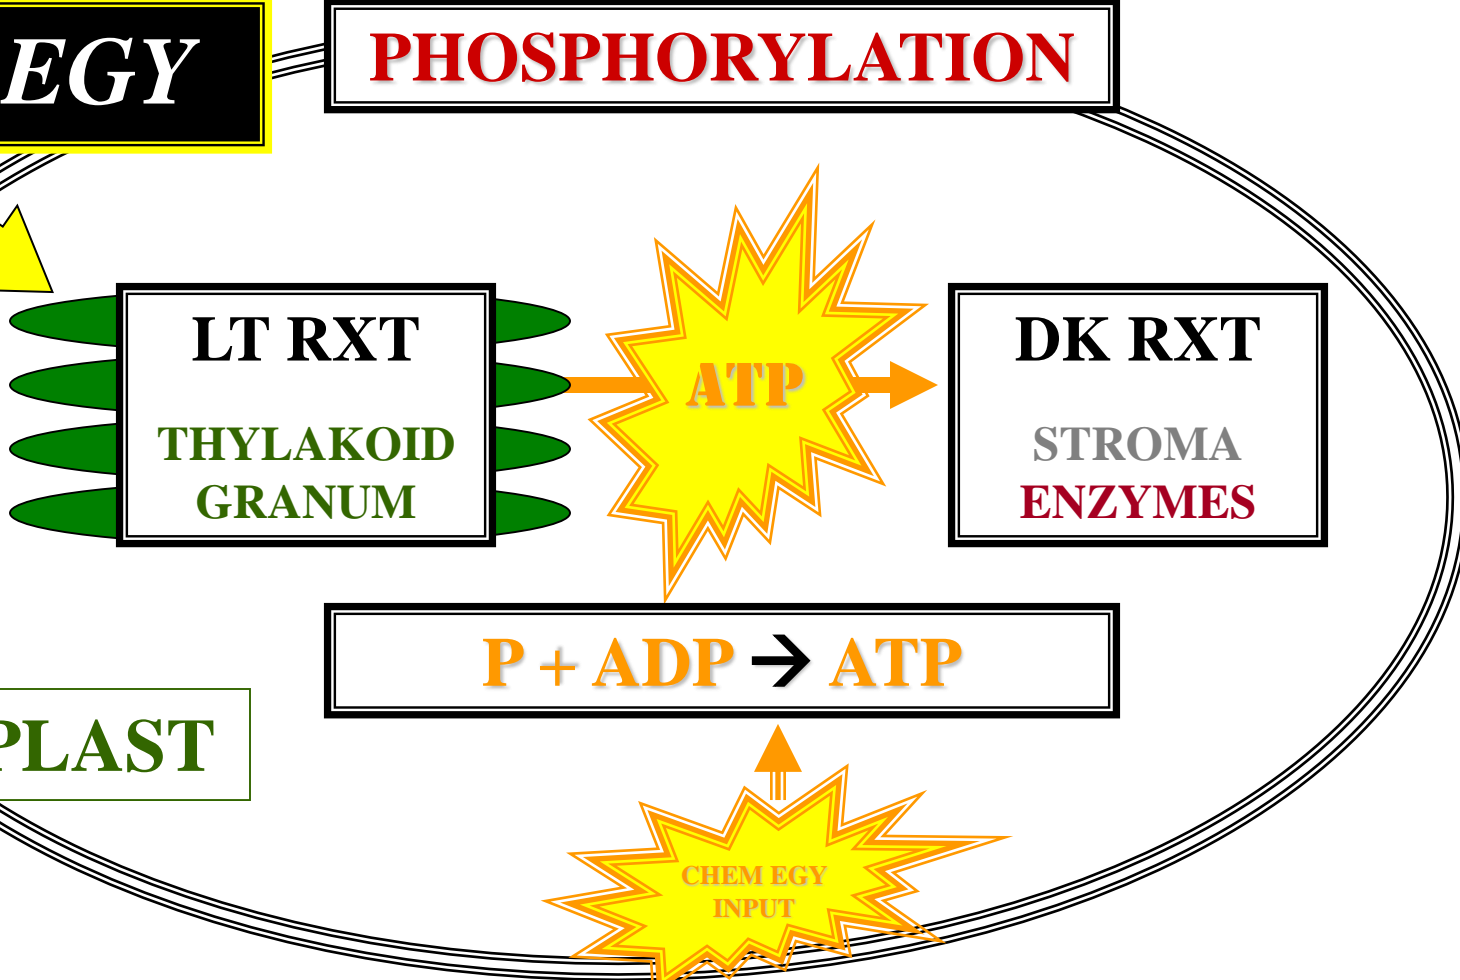 EGY
PHOSPHORYLATION
LT RXT
THYLAKOID
GRANUM
ATP
DK RXT
STROMA
ENZYMES
P + ADP → ATP
PLAST
CHEM EGY
INPUT